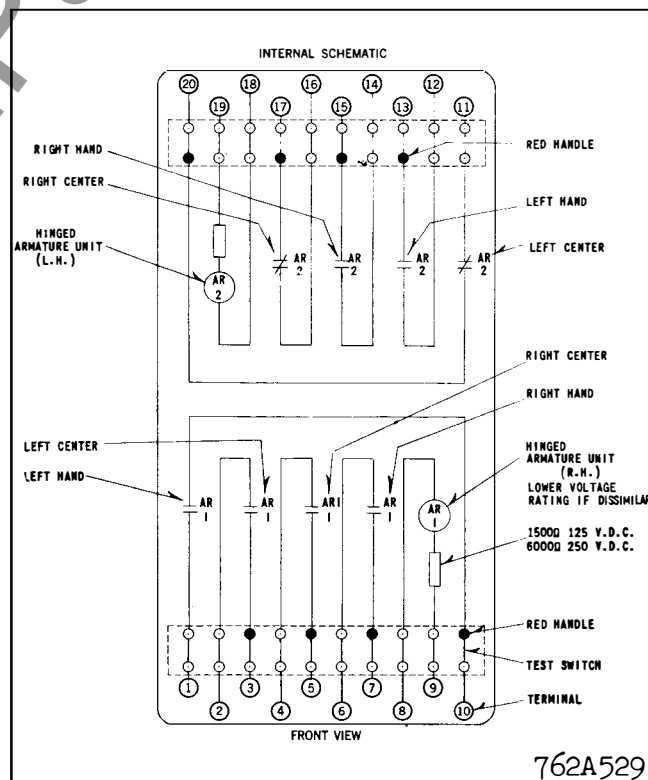 INTERNAL SCHEMATIC
20 18 16 14 12
19 17 15 13 11
RIGHT HAND
RED HANDLE
RIGHT CENTER
LEFT HAND
HINGED
ARMATURE UNIT
(L.H.)
LEFT CENTER
AR
2
AR
2
AR
2
AR
2
AR
2
RIGHT CENTER
RIGHT HAND
LEFT CENTER
LEFT HAND
HINGED
ARMATURE UNIT
(R.H.)
LOWER VOLTAGE
RATING IF DISSIMILAR
AR
1
AR
1
AR1
1
AR
1
AR
1
1500Ω 125 V.D.C.
6000Ω 250 V.D.C.
RED HANDLE
TEST SWITCH
1 3 5 7 9
2 4 6 8 10
TERMINAL
FRONT VIEW
762A529